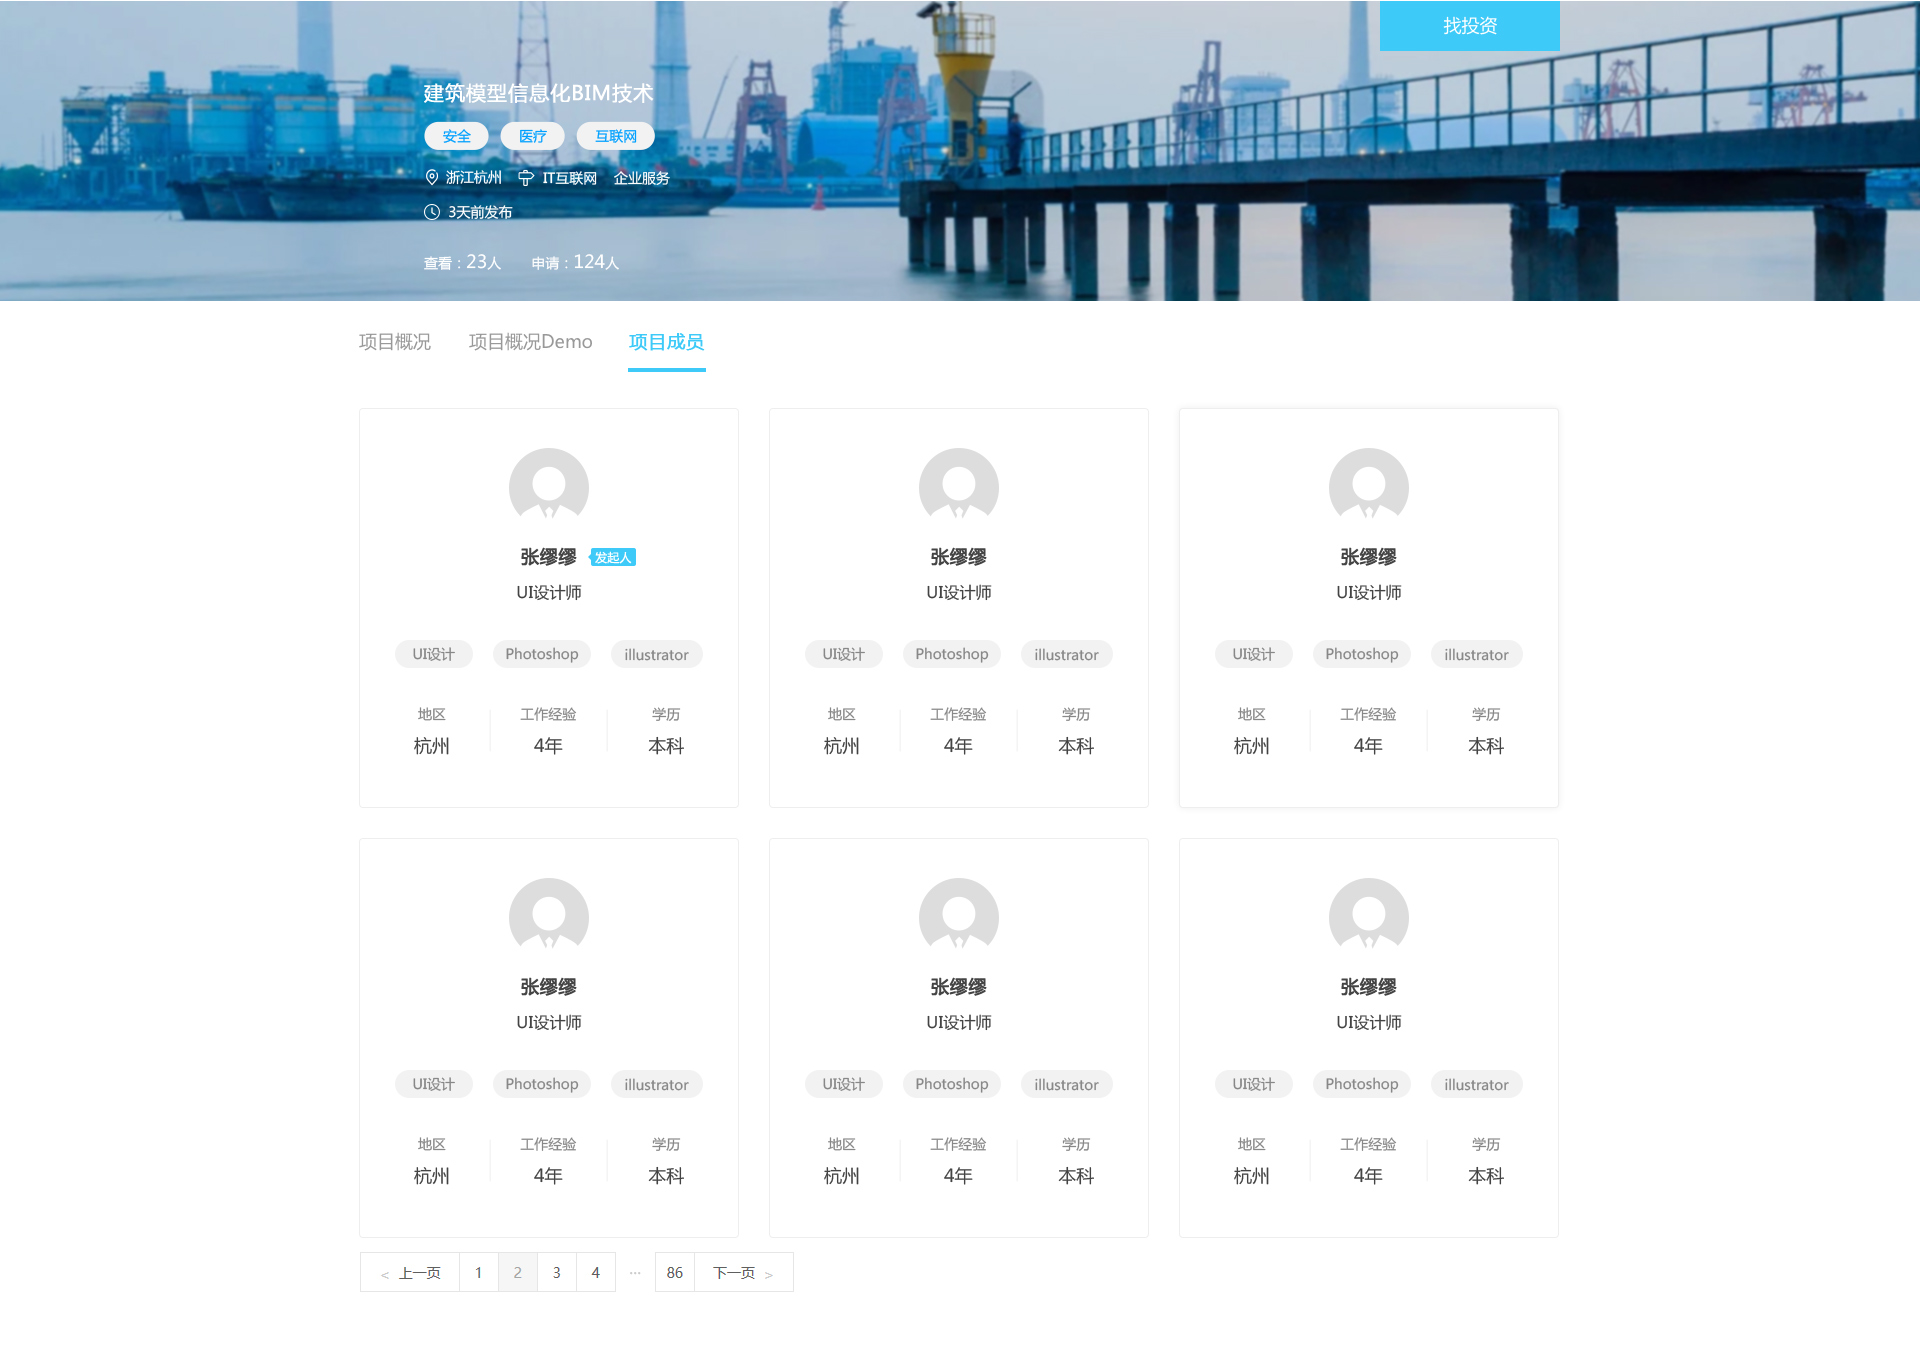 找投资
建筑模型信息化BIM技术
安全 医疗 互联网
浙江杭州 IT互联网 企业服务
3天前发布
查看：23人 申请：124人
项目概况 项目概况Demo 项目成员
张缪缪 发起人 张缪缪 张缪缪
UI设计师 UI设计师 UI设计师
UI设计 Photoshop illustrator UI设计 Photoshop illustrator UI设计 Photoshop illustrator
地区 工作经验 学历 地区 工作经验 学历 地区 工作经验 学历
杭州 4年 本科 杭州 4年 本科 杭州 4年 本科
张缪缪 张缪缪 张缪缪
UI设计师 UI设计师 UI设计师
UI设计 Photoshop illustrator UI设计 Photoshop illustrator UI设计 Photoshop illustrator
地区 工作经验 学历 地区 工作经验 学历 地区 工作经验 学历
杭州 4年 本科 杭州 4年 本科 杭州 4年 本科
< 上一页 1 2 3 4 ··· 86 下一页 >